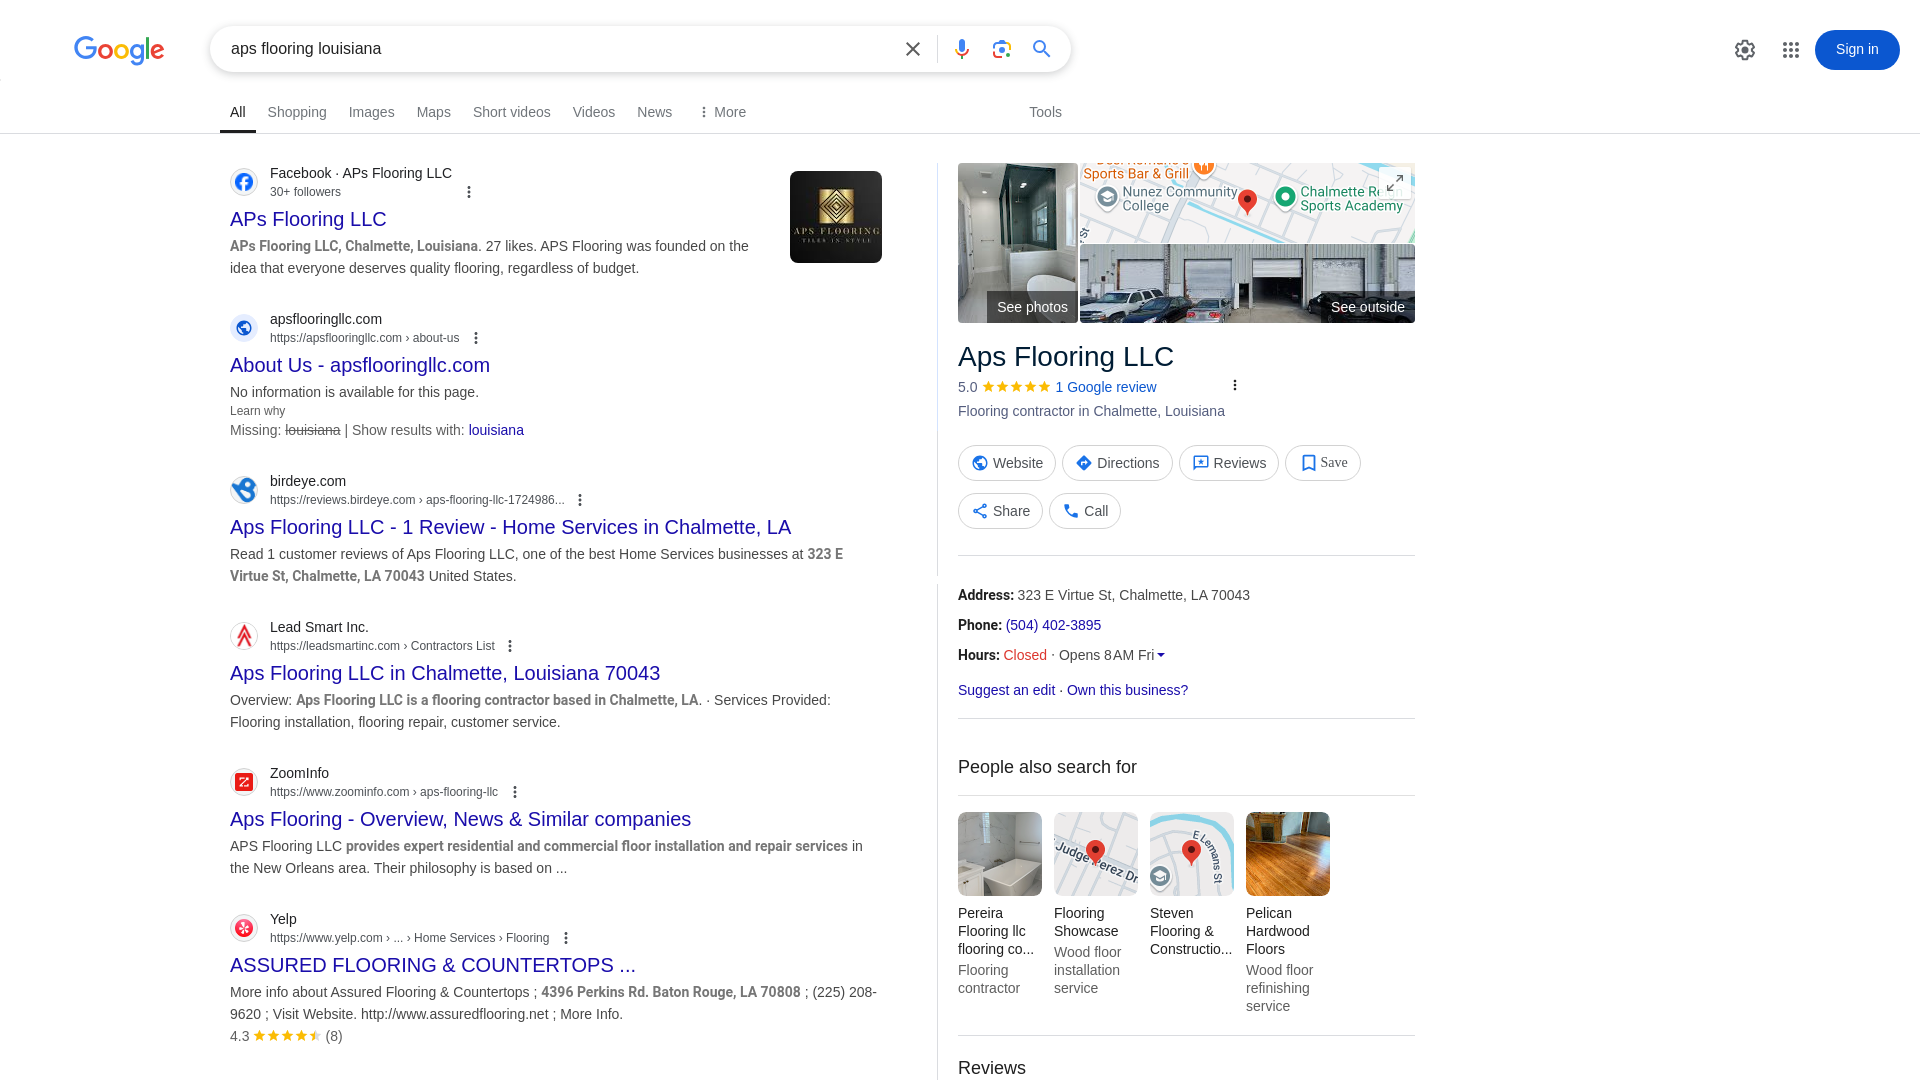 Google
aps flooring louisiana
Sign in
All
Shopping
Images
Maps
Short videos
Videos
News
More
Tools
Facebook · APs Flooring LLC
30+ followers
APs Flooring LLC
APs Flooring LLC, Chalmette, Louisiana. 27 likes. APS Flooring was founded on the
idea that everyone deserves quality flooring, regardless of budget.
APS FLOORING
TILES IN STYLE
apsflooringllc.com
https://apsflooringllc.com › about-us
About Us - apsflooringllc.com
No information is available for this page.
Learn why
Missing: louisiana | Show results with: louisiana
birdeye.com
https://reviews.birdeye.com › aps-flooring-llc-1724986...
Aps Flooring LLC - 1 Review - Home Services in Chalmette, LA
Read 1 customer reviews of Aps Flooring LLC, one of the best Home Services businesses at 323 E
Virtue St, Chalmette, LA 70043 United States.
Lead Smart Inc.
https://leadsmartinc.com › Contractors List
Aps Flooring LLC in Chalmette, Louisiana 70043
Overview: Aps Flooring LLC is a flooring contractor based in Chalmette, LA. · Services Provided:
Flooring installation, flooring repair, customer service.
ZoomInfo
https://www.zoominfo.com › aps-flooring-llc
Aps Flooring - Overview, News & Similar companies
APS Flooring LLC provides expert residential and commercial floor installation and repair services in
the New Orleans area. Their philosophy is based on ...
Yelp
https://www.yelp.com › ... › Home Services › Flooring
ASSURED FLOORING & COUNTERTOPS ...
More info about Assured Flooring & Countertops ; 4396 Perkins Rd. Baton Rouge, LA 70808 ; (225) 208-
9620 ; Visit Website. http://www.assuredflooring.net ; More Info.
4.3 (8)
Sports Bar & Grill
Nunez Community
College
Chalmette
Sports Academy
St
See photos
See outside
Aps Flooring LLC
5.0 1 Google review
Flooring contractor in Chalmette, Louisiana
Website
Directions
Reviews
Save
Share
Call
Address: 323 E Virtue St, Chalmette, LA 70043
Phone: (504) 402-3895
Hours: Closed · Opens 8 AM Fri
Suggest an edit · Own this business?
People also search for
Judge Perez Dr
E Lemans St
Pereira
Flooring llc
flooring co...
Flooring
contractor
Flooring
Showcase
Wood floor
installation
service
Steven
Flooring &
Constructio...
Pelican
Hardwood
Floors
Wood floor
refinishing
service
Reviews